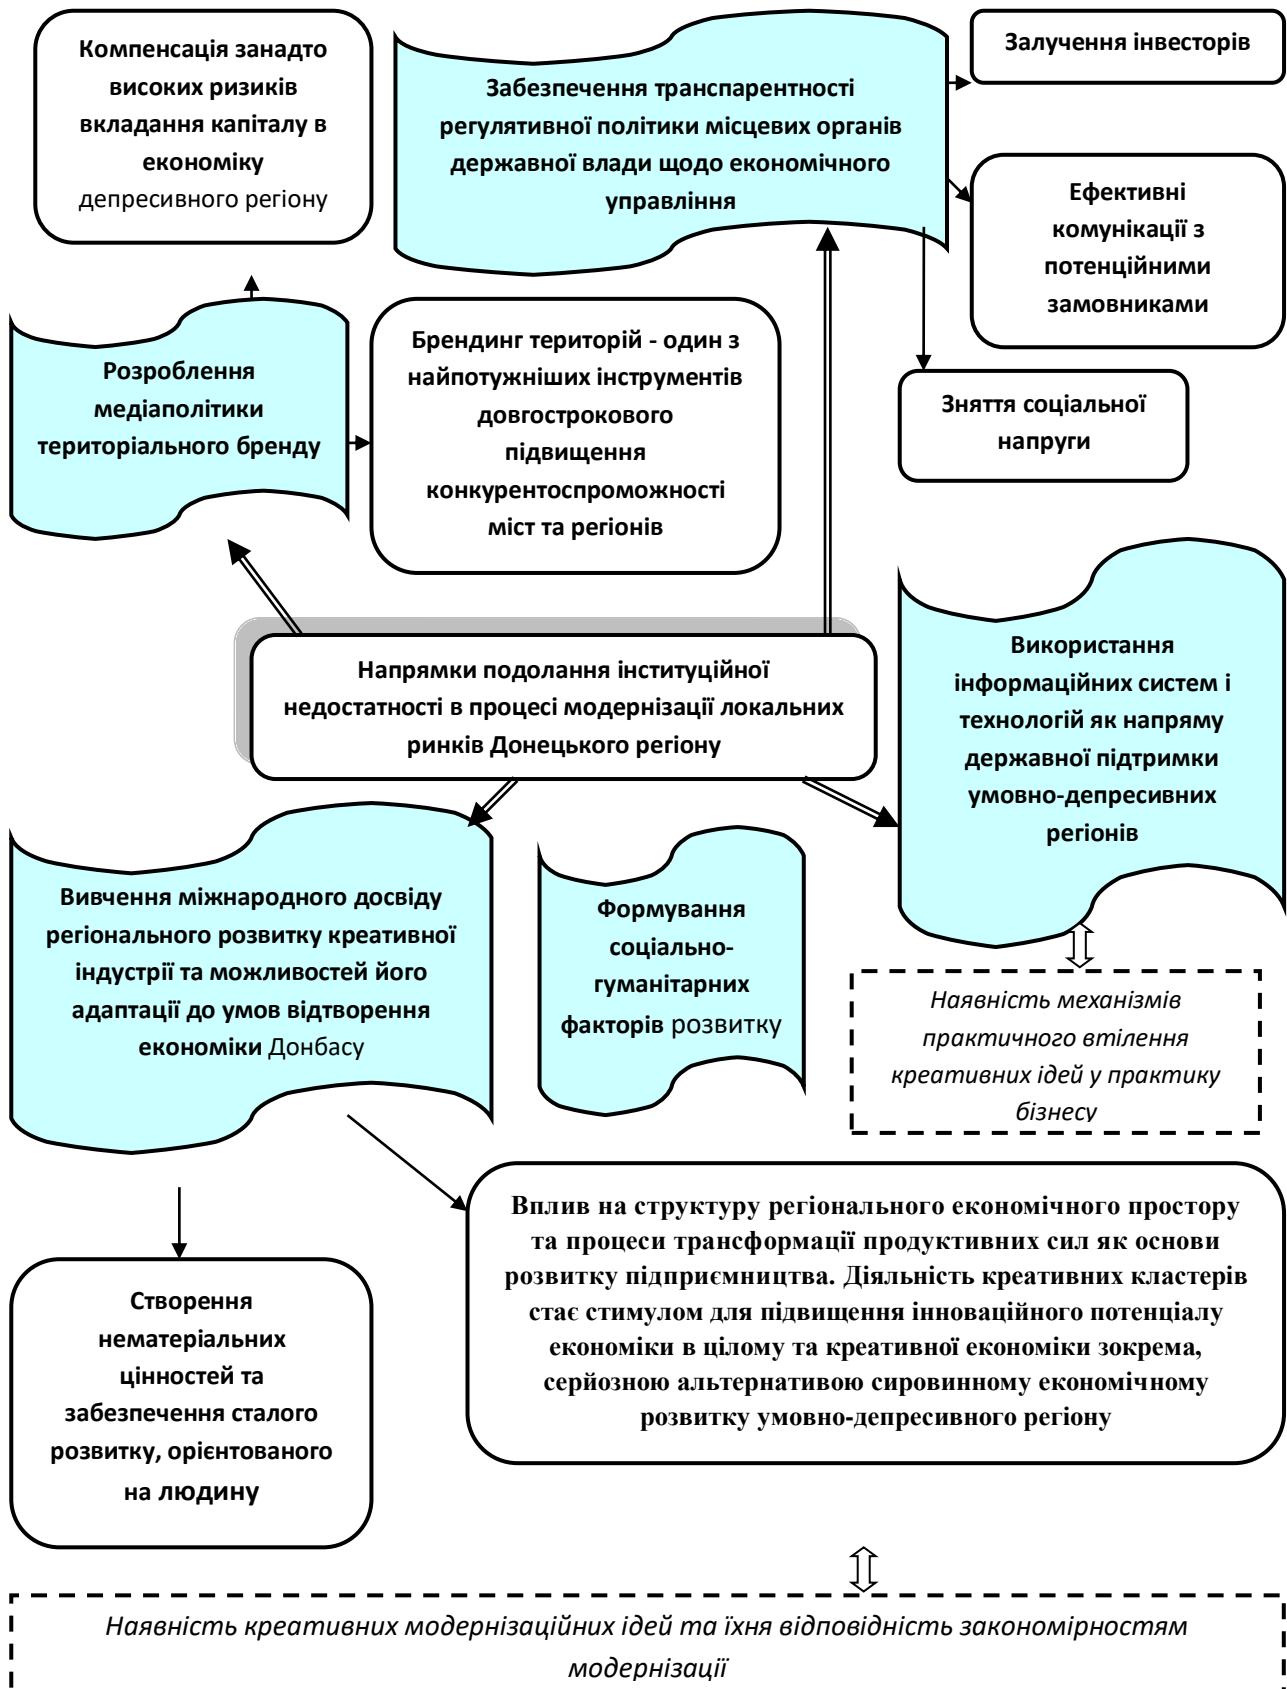 Компенсація занадто
високих ризиків
вкладання капіталу в
економіку
депресивного регіону
Забезпечення транспарентності
регулятивної політики місцевих органів
державної влади щодо економічного
управління
Залучення інвесторів
Ефективні
комунікації з
потенційними
замовниками
Зняття соціальної
напруги
Розроблення
медіаполітики
територіального бренду
Брендинг територій - один з
найпотужніших інструментів
довгострокового
підвищення
конкурентоспроможності
міст та регіонів
Напрямки подолання інституційної
недостатності в процесі модернізації локальних
ринків Донецького регіону
Використання
інформаційних систем і
технологій як напряму
державної підтримки
умовно-депресивних
регіонів
Вивчення міжнародного досвіду
регіонального розвитку креативної
індустрії та можливостей його
адаптації до умов відтворення
економіки Донбасу
Формування
соціально-
гуманітарних
факторів розвитку
Наявність механізмів
практичного втілення
креативних ідей у практику
бізнесу
Вплив на структуру регіонального економічного простору
та процеси трансформації продуктивних сил як основи
розвитку підприємництва. Діяльність креативних кластерів
стає стимулом для підвищення інноваційного потенціалу
економіки в цілому та креативної економіки зокрема,
серйозною альтернативою сировинному економічному
розвитку умовно-депресивного регіону
Створення
нематеріальних
цінностей та
забезпечення сталого
розвитку, орієнтованого
на людину
Наявність креативних модернізаційних ідей та їхня відповідність закономірностям
модернізації